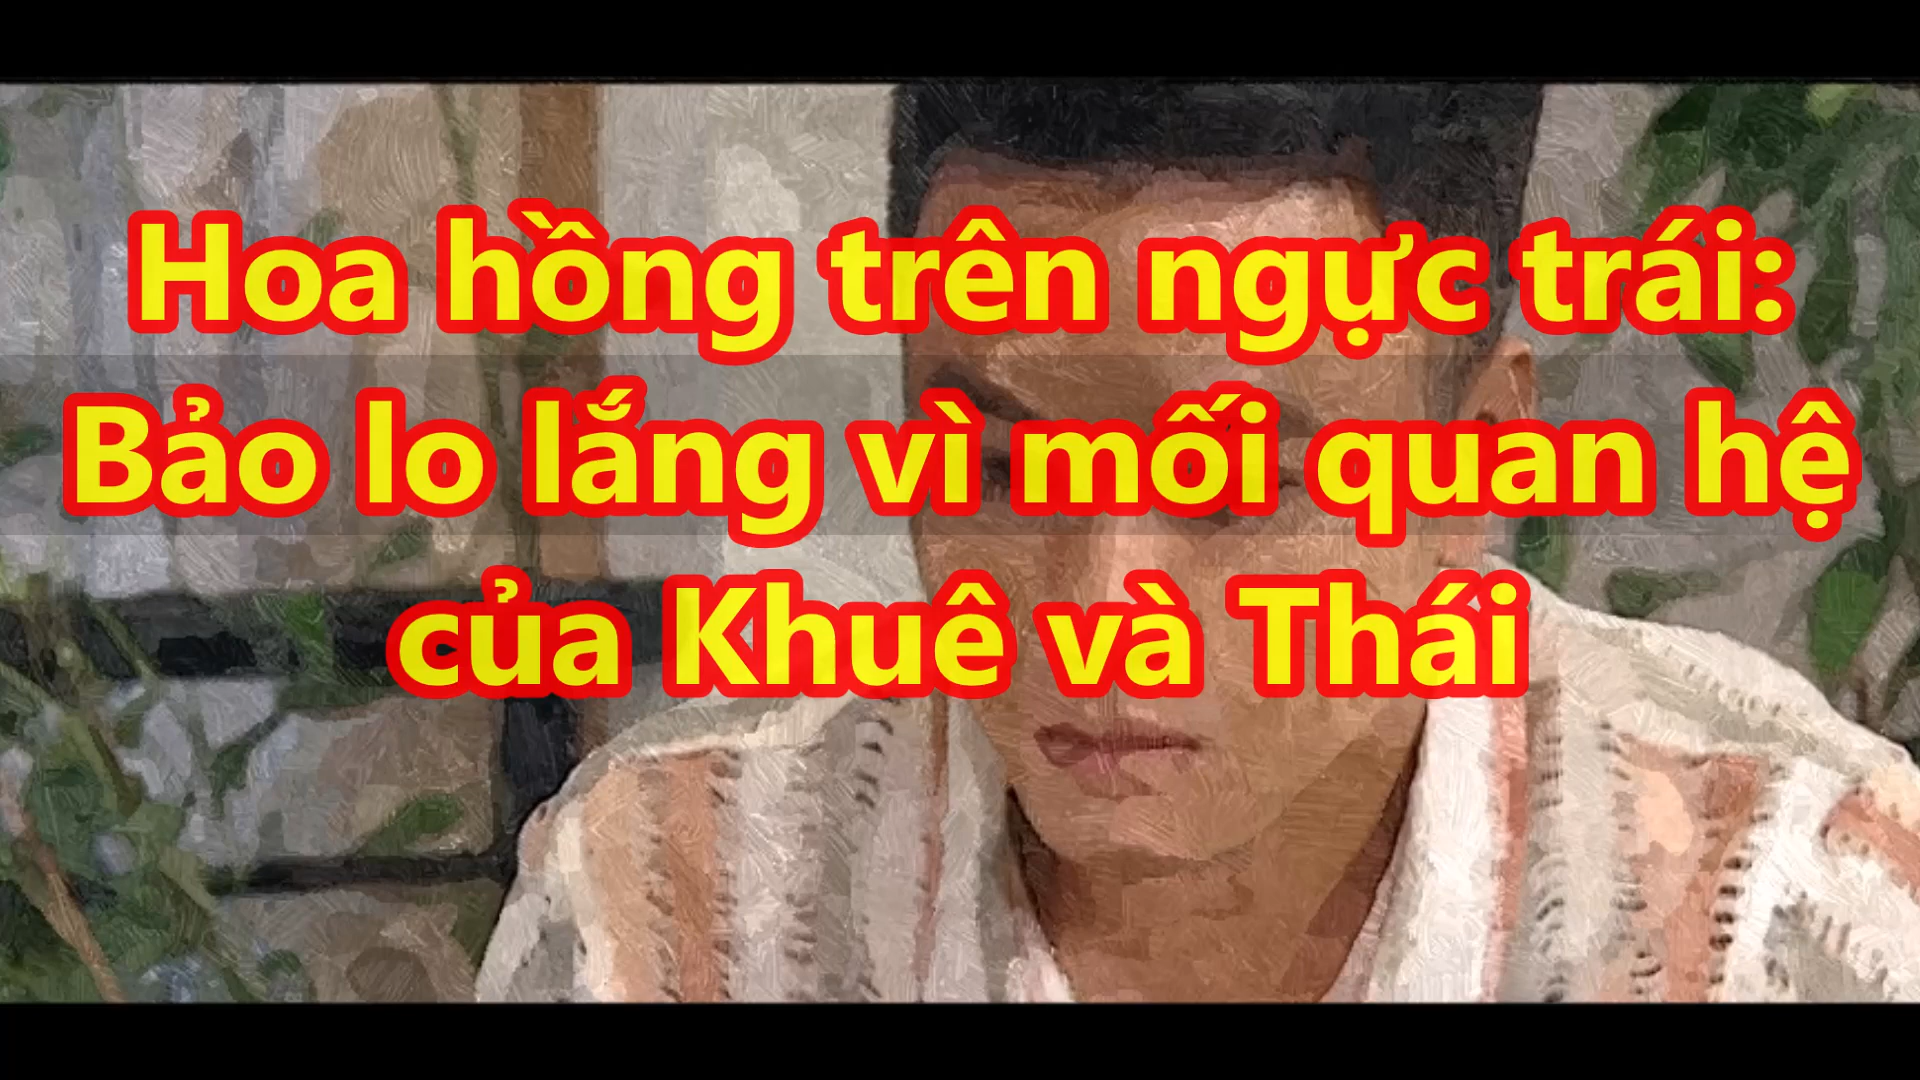 Hoa hồng trên ngực trái:
Bảo lo lắng vì mối quan hệ
của Khuê và Thái